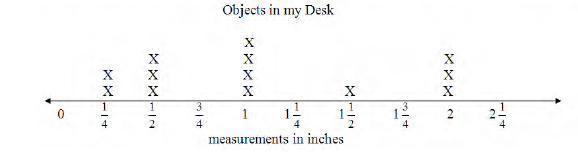 Objects in my Desk
X
X X X
X X X X
X X X X X
0 1/4 1/2 3/4 1 1 1/4 1 1/2 1 3/4 2 2 1/4
measurements in inches